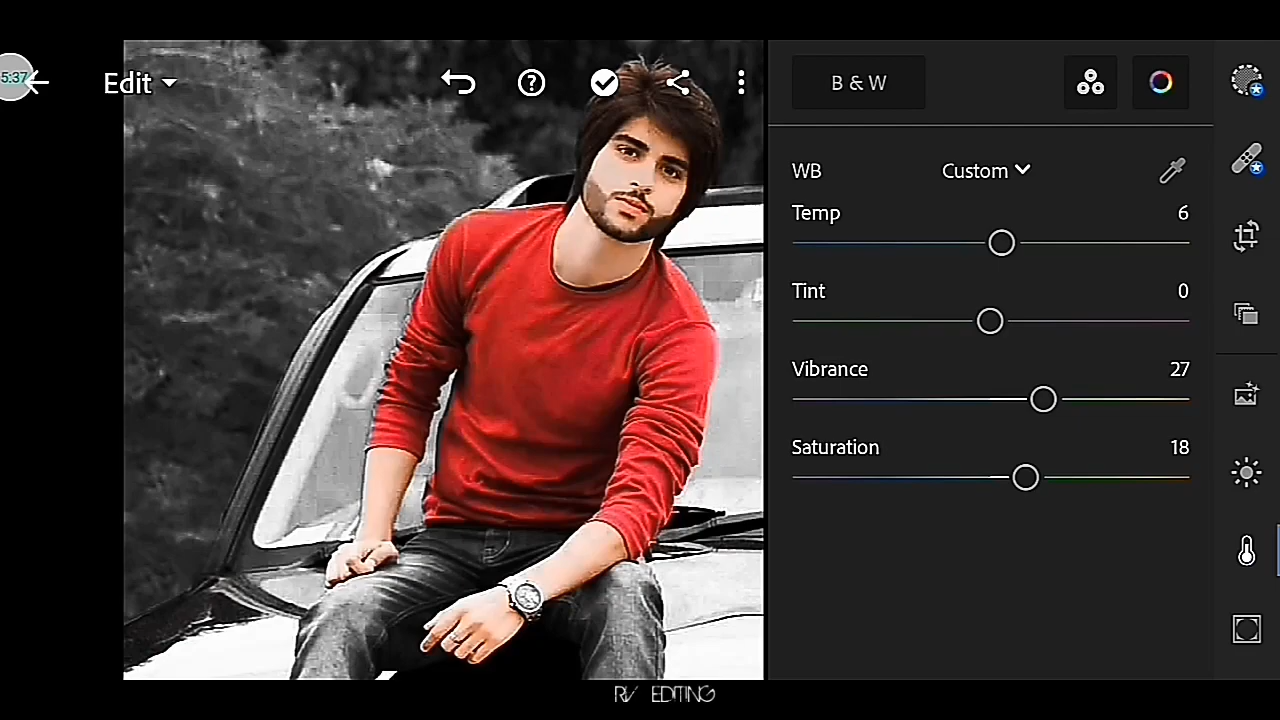 5:37
Edit
B & W
WB
Custom
Temp
6
Tint
0
Vibrance
27
Saturation
18
RV EDITING